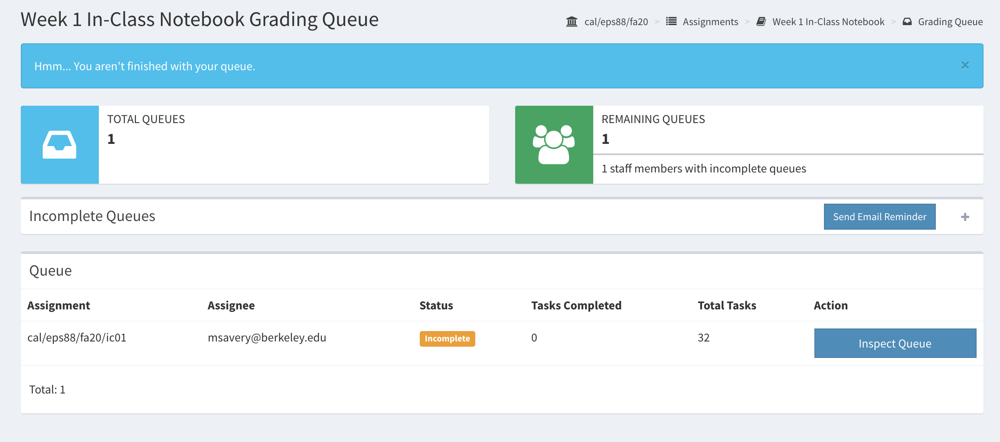 Week 1 In-Class Notebook Grading Queue
cal/eps88/fa20 > Assignments > Week 1 In-Class Notebook > Grading Queue
Hmm... You aren't finished with your queue.
×
TOTAL QUEUES
1
REMAINING QUEUES
1
1 staff members with incomplete queues
Incomplete Queues
Send Email Reminder
+
Queue
Assignment Assignee Status Tasks Completed Total Tasks Action
cal/eps88/fa20/ic01 msavery@berkeley.edu Incomplete 0 32 Inspect Queue
Total: 1